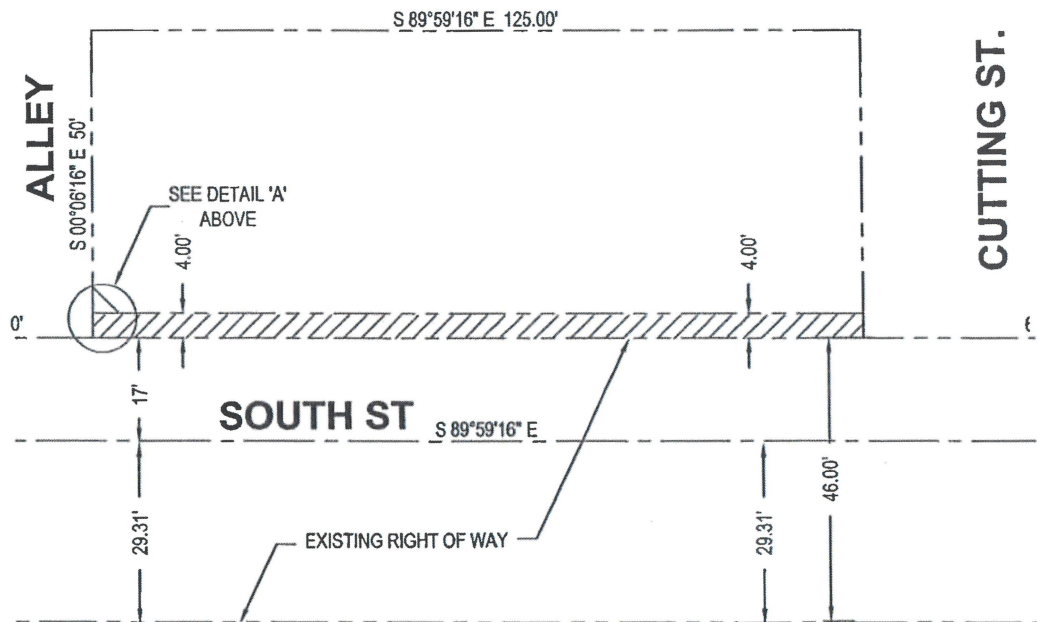 S 89°59'16" E 125.00'
ALLEY
S 00°06'16" E 50'
CUTTING ST.
SEE DETAIL 'A'
ABOVE
4.00'
4.00'
0'
17'
SOUTH ST
S 89°59'16" E
29.31'
EXISTING RIGHT OF WAY
29.31'
46.00'